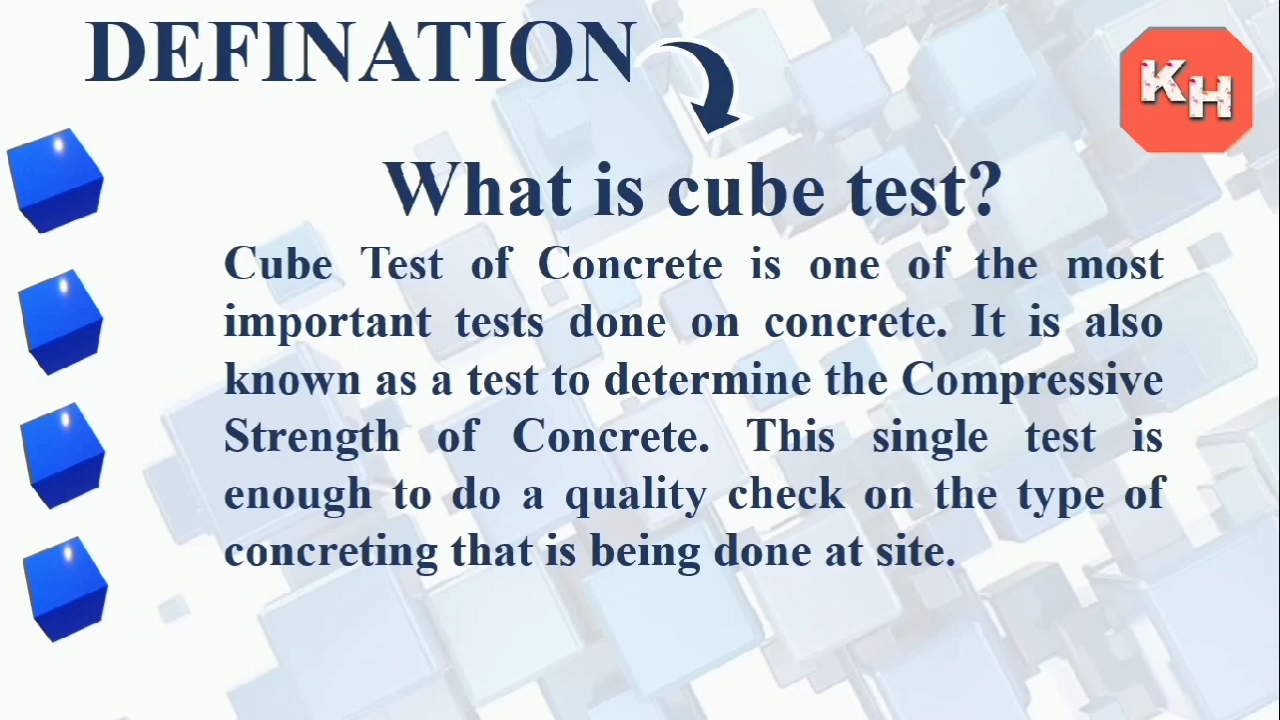 DEFINATION
KH
What is cube test?
Cube Test of Concrete is one of the most
important tests done on concrete. It is also
known as a test to determine the Compressive
Strength of Concrete. This single test is
enough to do a quality check on the type of
concreting that is being done at site.